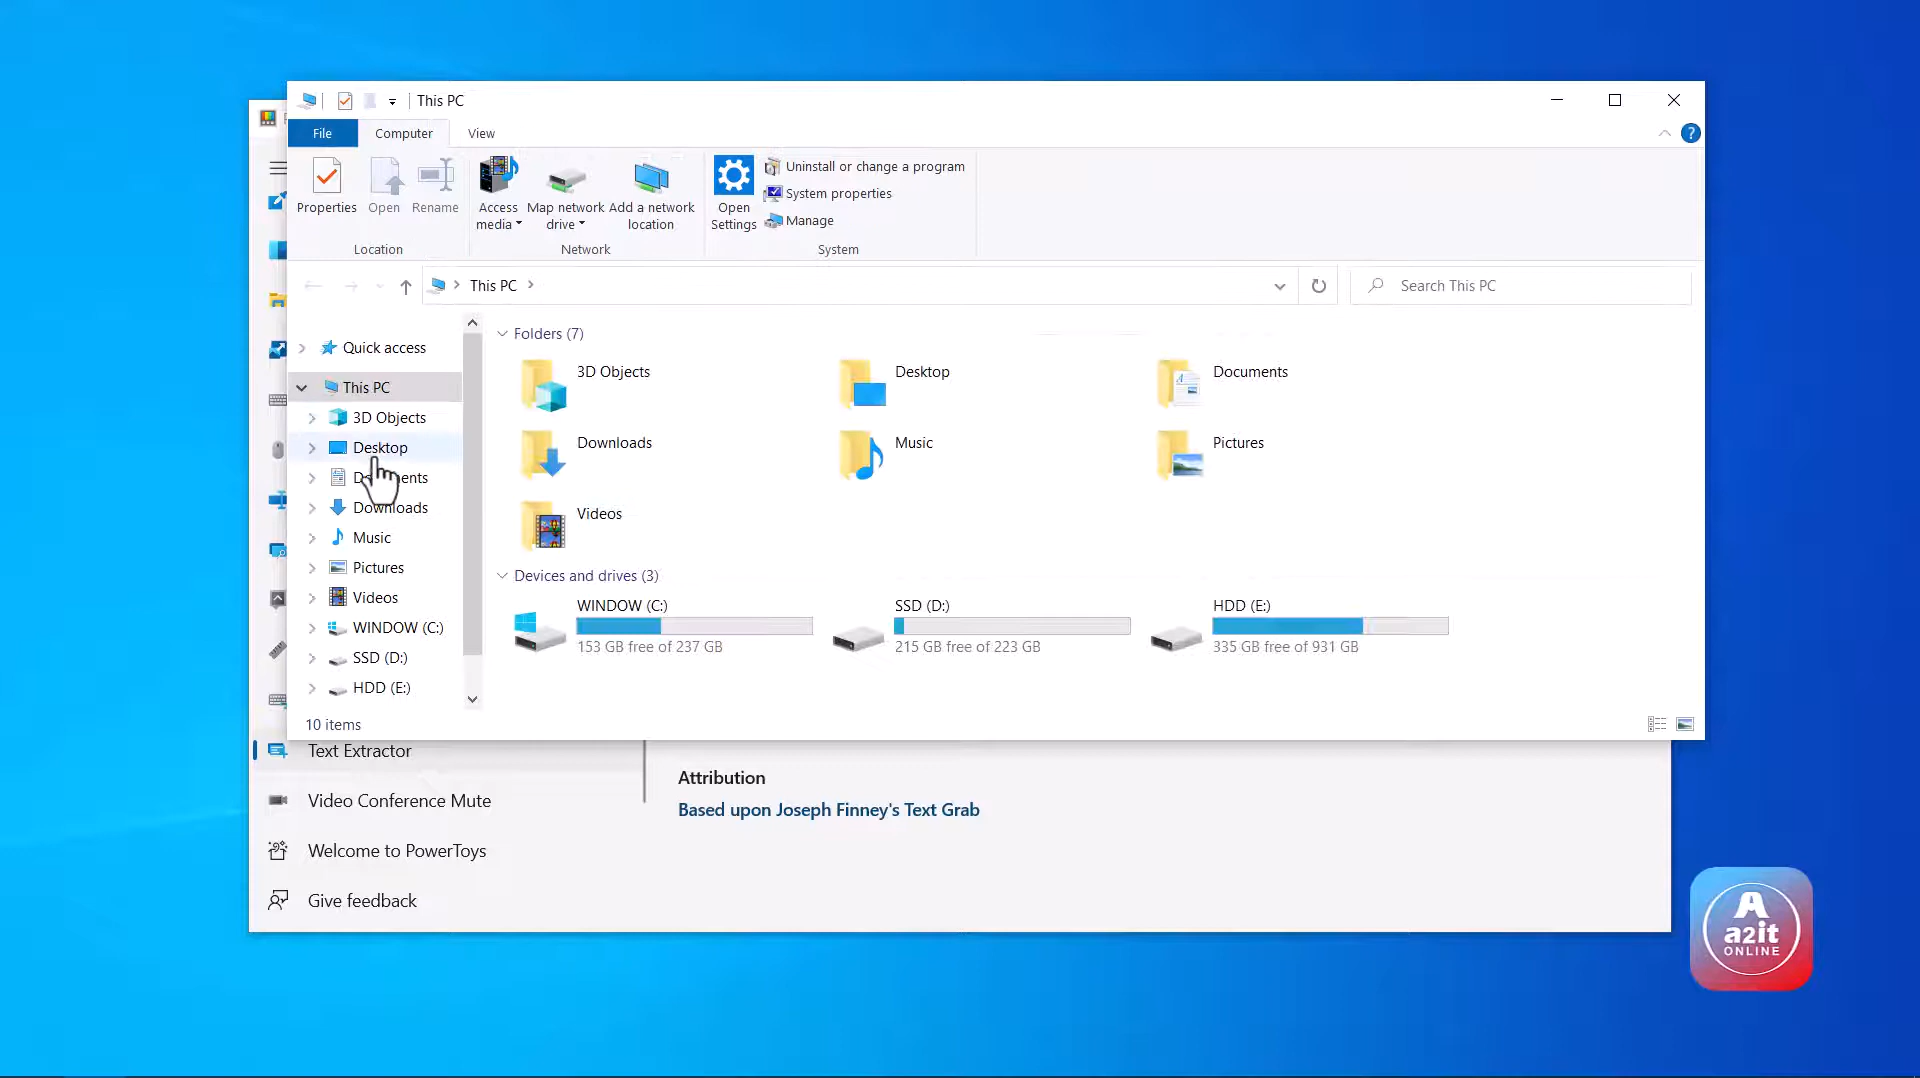 This PC
File
Computer
View
?
Properties
Open
Rename
Access media
Map network drive
Add a network location
Open Settings
Uninstall or change a program
System properties
Manage
Location
Network
System
This PC
Search This PC
Quick access
This PC
3D Objects
Desktop
Downloads
Music
Pictures
Videos
WINDOW (C:)
SSD (D:)
HDD (E:)
Folders (7)
3D Objects
Desktop
Documents
Downloads
Music
Pictures
Videos
Devices and drives (3)
WINDOW (C:)
153 GB free of 237 GB
SSD (D:)
215 GB free of 223 GB
HDD (E:)
335 GB free of 931 GB
10 items
Text Extractor
Video Conference Mute
Welcome to PowerToys
Give feedback
Attribution
Based upon Joseph Finney's Text Grab
A
a2it
ONLINE